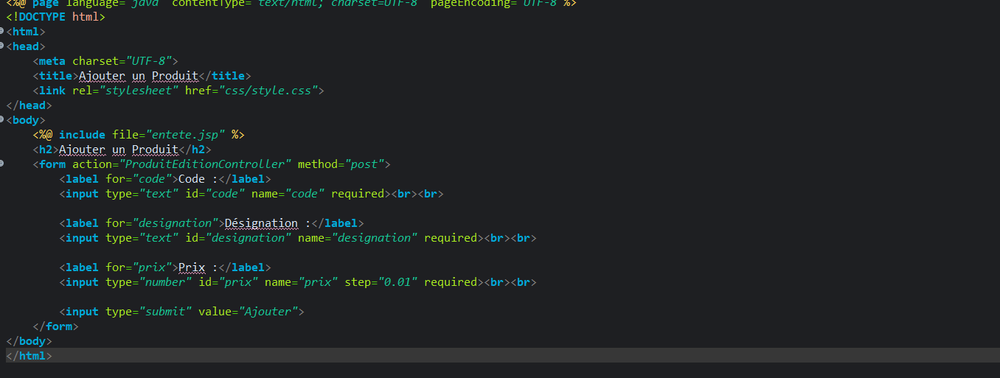 <%@ page language="java" contentType="text/html; charset=UTF-8" pageEncoding="UTF-8"%>
<!DOCTYPE html>
<html>
<head>
    <meta charset="UTF-8">
    <title>Ajouter un Produit</title>
    <link rel="stylesheet" href="css/style.css">
</head>
<body>
    <%@ include file="entete.jsp" %>
    <h2>Ajouter un Produit</h2>
    <form action="ProduitEditionController" method="post">
        <label for="code">Code :</label>
        <input type="text" id="code" name="code" required><br><br>

        <label for="designation">Désignation :</label>
        <input type="text" id="designation" name="designation" required><br><br>

        <label for="prix">Prix :</label>
        <input type="number" id="prix" name="prix" step="0.01" required><br><br>

        <input type="submit" value="Ajouter">
    </form>
</body>
</html>